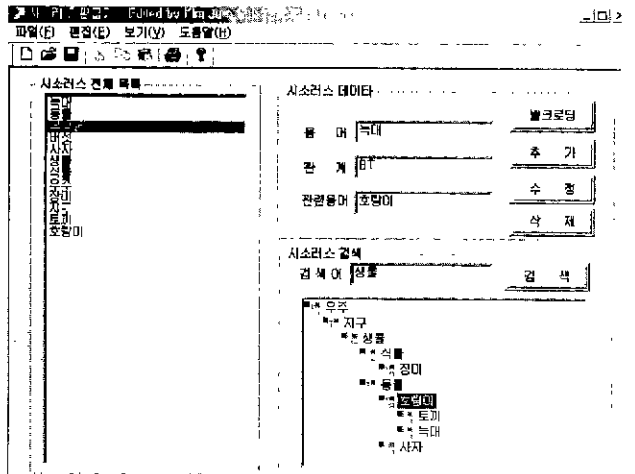 Edited by
파일(F) 편집(E) 보기(V) 도움말(H)
시소러스 전체 목록
늑대
동물
버섯
사자
생물
식물
우주
장미
지구
토끼
호랑이
시소러스 데이타
용 어 늑대
관 계 BT
관련용어 호랑이
벌크로딩
추 가
수 정
삭 제
시소러스 검색
검 색 어 생물
검 색
우주
지구
생물
식물
장미
동물
호랑이
토끼
늑대
사자